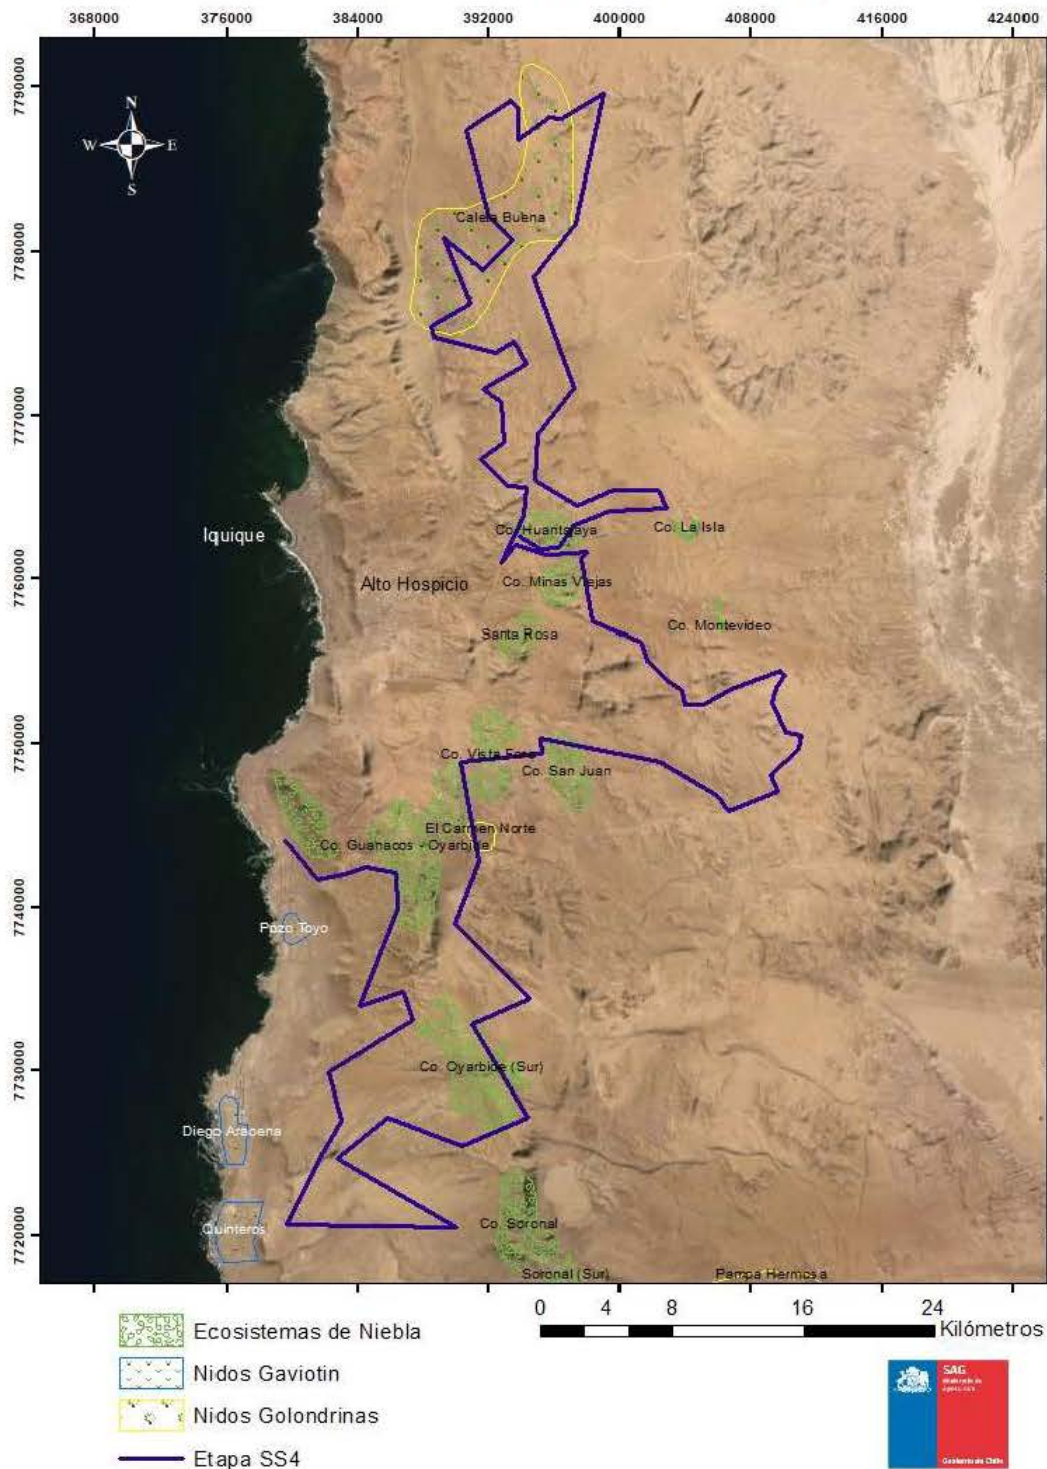 368000 376000 384000 392000 400000 408000 416000 424000
7790000
N
W E
S
Caleta Buena
7780000
7770000
Co. Huantajaya
Co. La Isla
Iquique
Alto Hospicio
7760000
Co. Minas Viejas
Co. Montevideo
Santa Rosa
7750000
Co. Vista
Co. San Juan
El Carmen Norte
Co. Guanacos - Oyarbide
7740000
Pozo Toyo
7730000
Co. Oyarbide (Sur)
Diego Aracena
7720000
Quinteros
Co. Soronal
Soronal (Sur)
Pampa Hermosa
Ecosistemas de Niebla
0 4 8 16 24
Kilómetros
Nidos Gaviotin
Nidos Golondrinas
Etapa SS4
SAG
Ministerio de
Agricultura
Gobierno de Chile